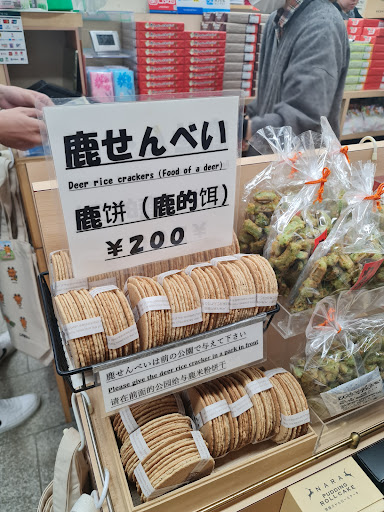 鹿せんべい
Deer rice crackers (Food of a deer)
鹿饼(鹿的饵)
¥200
鹿せんべいは前の公園で与えて下さい
Please give the deer rice cracker in a park in front
请在前面的公园给与鹿米粉饼干
NARA
PUDDING
ROLL CAKE